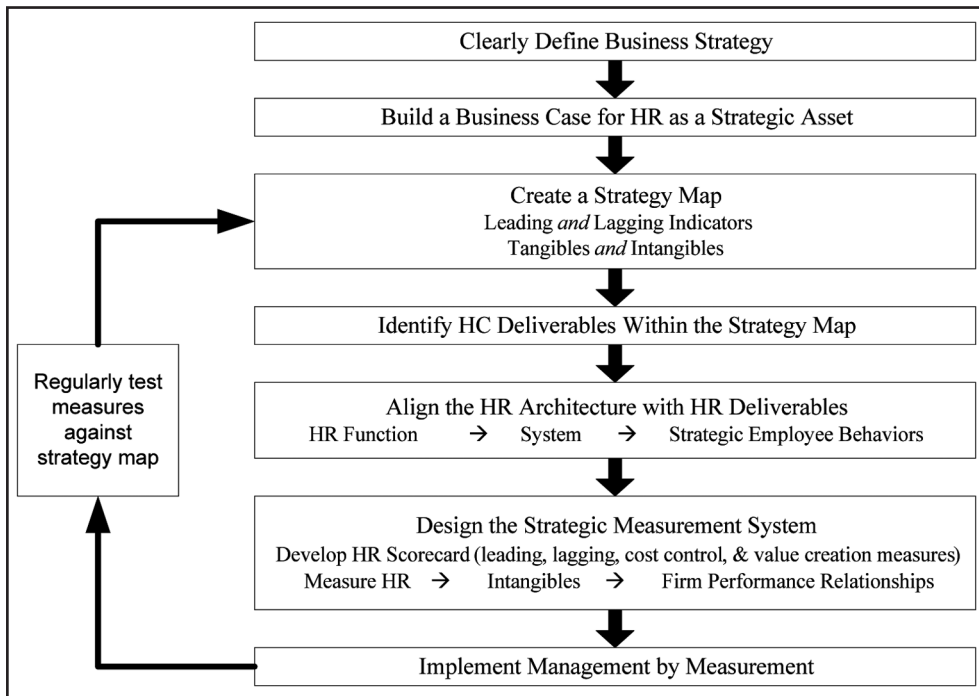 Clearly Define Business Strategy
Build a Business Case for HR as a Strategic Asset
Create a Strategy Map
Leading and Lagging Indicators
Tangibles and Intangibles
Identify HC Deliverables Within the Strategy Map
Align the HR Architecture with HR Deliverables
HR Function → System → Strategic Employee Behaviors
Design the Strategic Measurement System
Develop HR Scorecard (leading, lagging, cost control, & value creation measures)
Measure HR → Intangibles → Firm Performance Relationships
Implement Management by Measurement
Regularly test
measures
against
strategy map